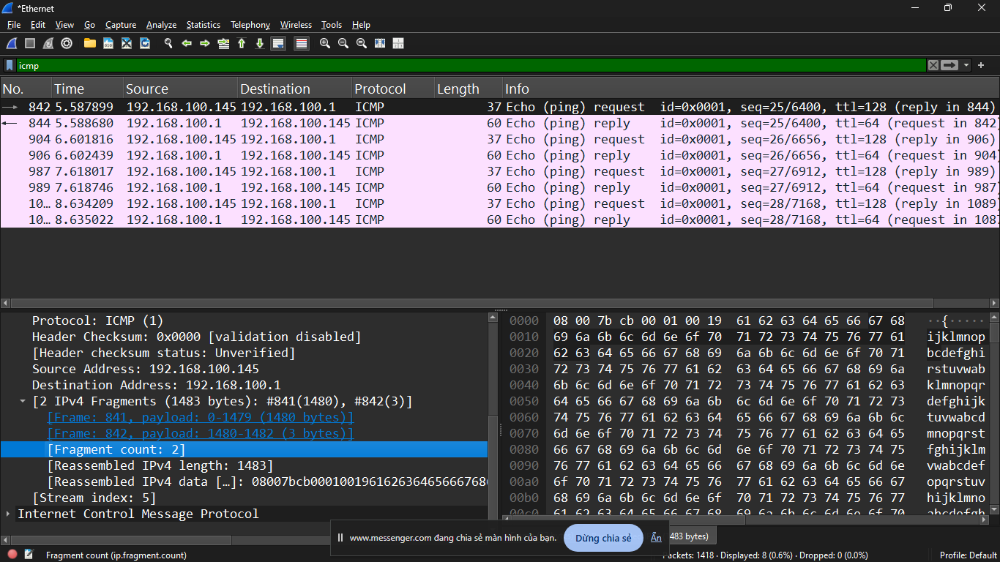 *Ethernet
File Edit View Go Capture Analyze Statistics Telephony Wireless Tools Help
icmp
No. Time Source Destination Protocol Length Info
842 5.587899 192.168.100.145 192.168.100.1 ICMP 37 Echo (ping) request id=0x0001, seq=25/6400, ttl=128 (reply in 844)
844 5.588680 192.168.100.1 192.168.100.145 ICMP 60 Echo (ping) reply id=0x0001, seq=25/6400, ttl=64 (request in 842)
904 6.601816 192.168.100.145 192.168.100.1 ICMP 37 Echo (ping) request id=0x0001, seq=26/6656, ttl=128 (reply in 906)
906 6.602439 192.168.100.1 192.168.100.145 ICMP 60 Echo (ping) reply id=0x0001, seq=26/6656, ttl=64 (request in 904
987 7.618017 192.168.100.145 192.168.100.1 ICMP 37 Echo (ping) request id=0x0001, seq=27/6912, ttl=128 (reply in 989)
989 7.618746 192.168.100.1 192.168.100.145 ICMP 60 Echo (ping) reply id=0x0001, seq=27/6912, ttl=64 (request in 987
10… 8.634209 192.168.100.145 192.168.100.1 ICMP 37 Echo (ping) request id=0x0001, seq=28/7168, ttl=128 (reply in 1089
10… 8.635022 192.168.100.1 192.168.100.145 ICMP 60 Echo (ping) reply id=0x0001, seq=28/7168, ttl=64 (request in 108
Protocol: ICMP (1)
Header Checksum: 0x0000 [validation disabled]
[Header checksum status: Unverified]
Source Address: 192.168.100.145
Destination Address: 192.168.100.1
[2 IPv4 Fragments (1483 bytes): #841(1480), #842(3)]
[Frame: 841, payload: 0-1479 (1480 bytes)]
[Frame: 842, payload: 1480-1482 (3 bytes)]
[Fragment count: 2]
[Reassembled IPv4 length: 1483]
[Reassembled IPv4 data […]: 08007bcb000100196162636465666768
[Stream index: 5]
Internet Control Message Protocol
0000 08 00 7b cb 00 01 00 19 61 62 63 64 65 66 67 68 ··{·····
0010 69 6a 6b 6c 6d 6e 6f 70 71 72 73 74 75 76 77 61 ijklmnop
0020 62 63 64 65 66 67 68 69 6a 6b 6c 6d 6e 6f 70 71 bcdefghi
0030 72 73 74 75 76 77 61 62 63 64 65 66 67 68 69 6a rstuvwab
0040 6b 6c 6d 6e 6f 70 71 72 73 74 75 76 77 61 62 63 klmnopqr
0050 64 65 66 67 68 69 6a 6b 6c 6d 6e 6f 70 71 72 73 defghijk
0060 74 75 76 77 61 62 63 64 65 66 67 68 69 6a 6b 6c tuvwabcd
0070 6d 6e 6f 70 71 72 73 74 75 76 77 61 62 63 64 65 mnopqrst
0080 66 67 68 69 6a 6b 6c 6d 6e 6f 70 71 72 73 74 75 fghijklm
0090 76 77 61 62 63 64 65 66 67 68 69 6a 6b 6c 6d 6e vwabcdef
00a0 6f 70 71 72 73 74 75 76 77 61 62 63 64 65 66 67 opqrstuv
00b0 68 69 6a 6b 6c 6d 6e 6f 70 71 72 73 74 75 76 77 hijklmno
00c0 61 62 63 64 65 66 67 68 69 6a 6b 6c 6d 6e 6f 70 abcdefgh
www.messenger.com đang chia sẻ màn hình của bạn. Dừng chia sẻ Ẩn
483 bytes)
Fragment count (ip.fragment.count)
ackets: 1418 · Displayed: 8 (0.6%) · Dropped: 0 (0.0%)
Profile: Default